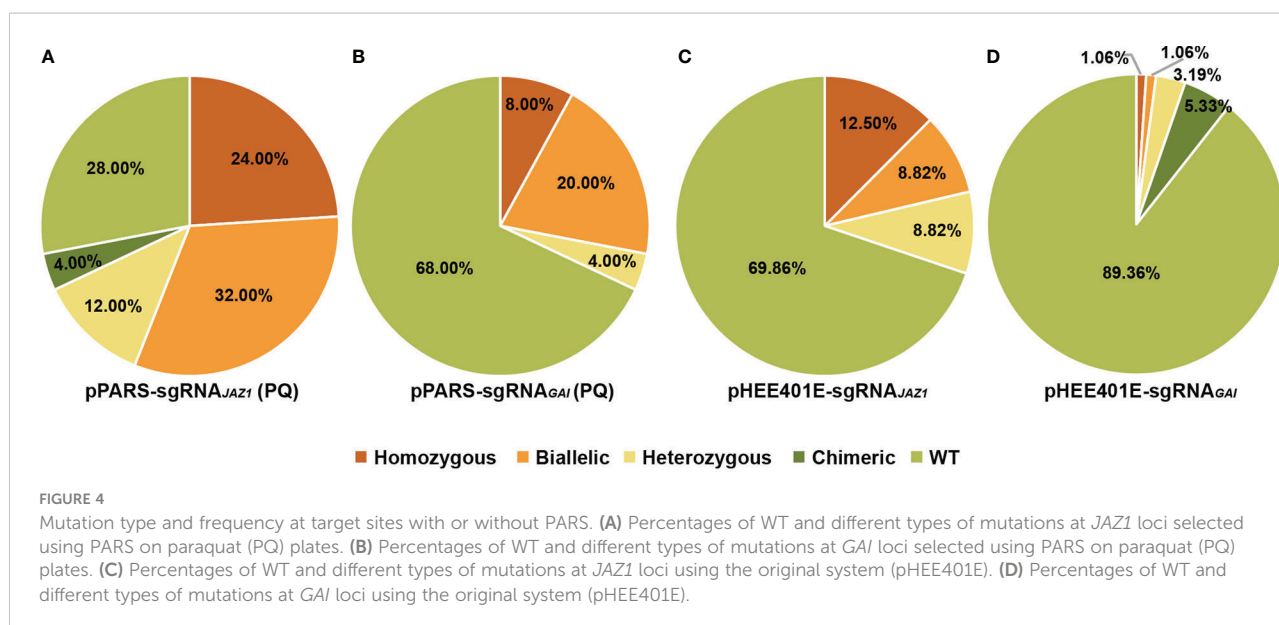 A
B
C
D
28.00%
24.00%
4.00%
12.00%
32.00%
pPARS-sgRNAJAZ1 (PQ)
8.00%
20.00%
4.00%
68.00%
pPARS-sgRNAGAI (PQ)
12.50%
8.82%
8.82%
69.86%
pHEE401E-sgRNAJAZ1
1.06%
1.06%
3.19%
5.33%
89.36%
pHEE401E-sgRNAGAI
Homozygous Biallelic Heterozygous Chimeric WT
FIGURE 4
Mutation type and frequency at target sites with or without PARS. (A) Percentages of WT and different types of mutations at JAZ1 loci selected
using PARS on paraquat (PQ) plates. (B) Percentages of WT and different types of mutations at GAI loci selected using PARS on paraquat (PQ)
plates. (C) Percentages of WT and different types of mutations at JAZ1 loci using the original system (pHEE401E). (D) Percentages of WT and
different types of mutations at GAI loci using the original system (pHEE401E).